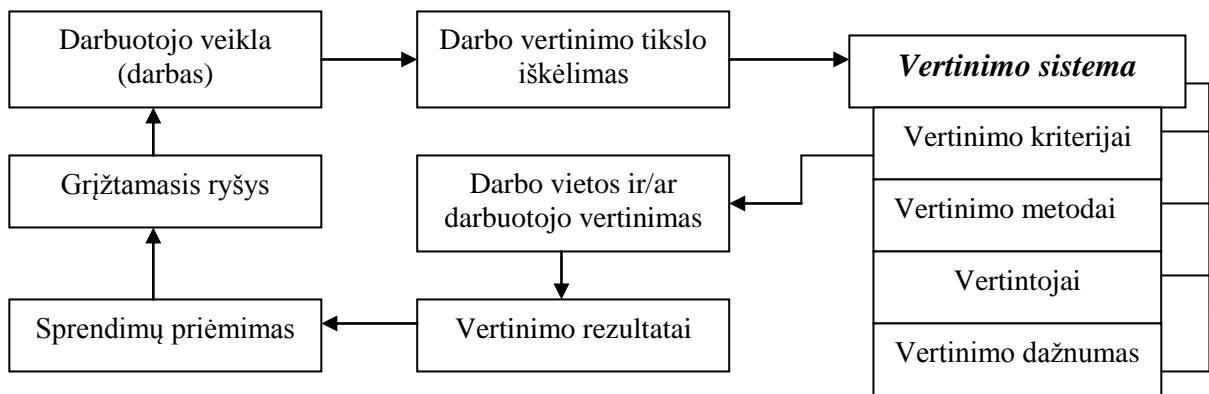 Darbuotojo veikla
(darbas)
Darbo vertinimo tikslo
iškėlimas
Vertinimo sistema
Vertinimo kriterijai
Vertinimo metodai
Vertintojai
Vertinimo dažnumas
Darbo vietos ir/ar
darbuotojo vertinimas
Vertinimo rezultatai
Sprendimų priėmimas
Grįžtamasis ryšys